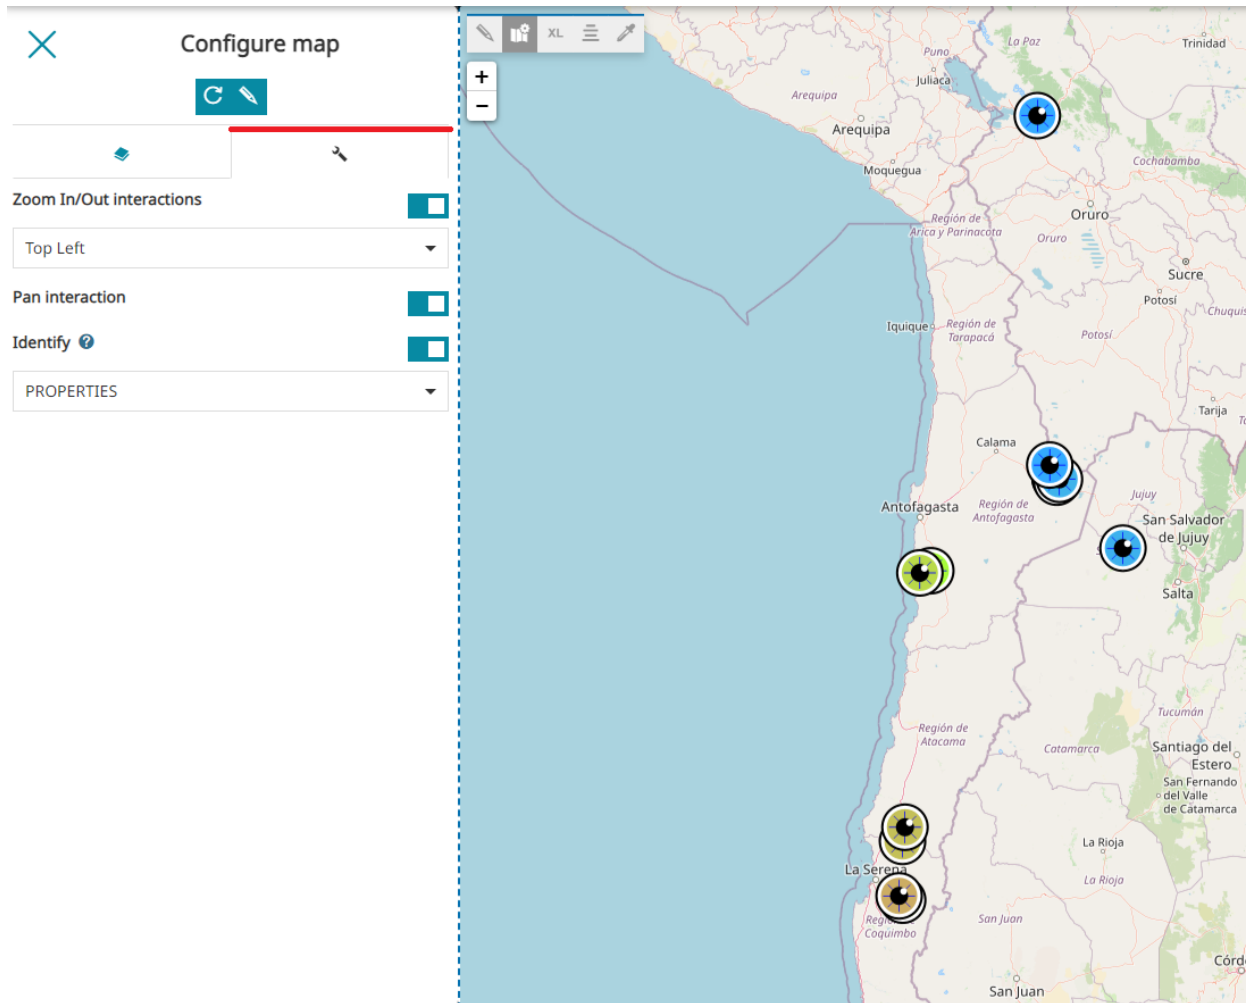 Configure map
Zoom In/Out interactions
Top Left
Pan interaction
Identify
PROPERTIES
XL
+
−
La Paz
Trinidad
Puno
Juliaca
Arequipa
Arequipa
Cochabamba
Moquegua
Región de
Arica y Parinacota
Oruro
Oruro
Sucre
Potosí
Chuquis
Iquique
Región de
Tarapacá
Potosí
Tarija
Calama
Jujuy
Antofagasta
Región de
Antofagasta
San Salvador
de Jujuy
Salta
Región de
Atacama
Tucumán
Catamarca
Santiago del
Estero
San Fernando
del Valle
de Catamarca
La Rioja
La Serena
La Rioja
San Juan
Coquimbo
Córd
San Juan